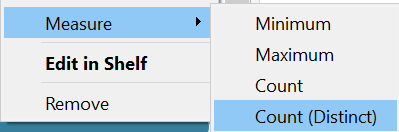 Measure
Edit in Shelf
Remove
Minimum
Maximum
Count
Count (Distinct)